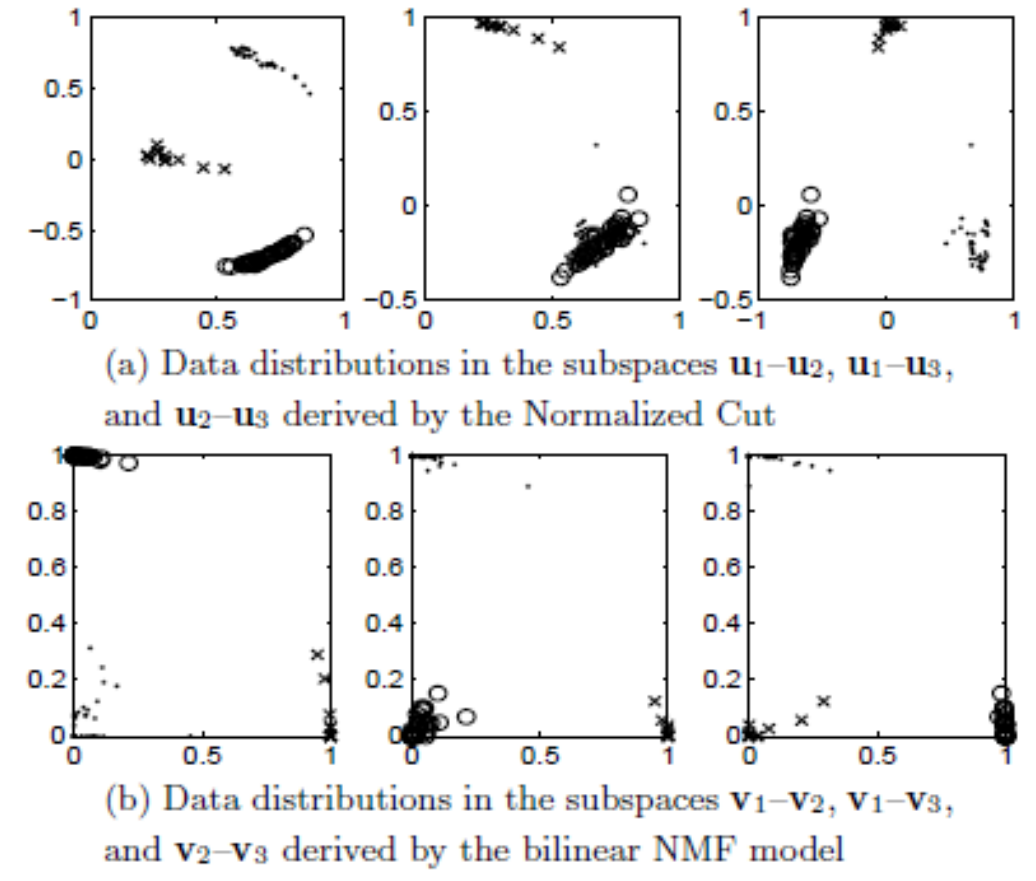 1 1 1
0.5 0.5 0.5
0 0 0
−0.5
−1 −0.5 −0.5
0 0.5 1 0 0.5 1 −1 0 1
(a) Data distributions in the subspaces u1–u2, u1–u3,
and u2–u3 derived by the Normalized Cut
1 1 1
0.8 0.8 0.8
0.6 0.6 0.6
0.4 0.4 0.4
0.2 0.2 0.2
0 0 0
0 0.5 1 0 0.5 1 0 0.5 1
(b) Data distributions in the subspaces v1–v2, v1–v3,
and v2–v3 derived by the bilinear NMF model